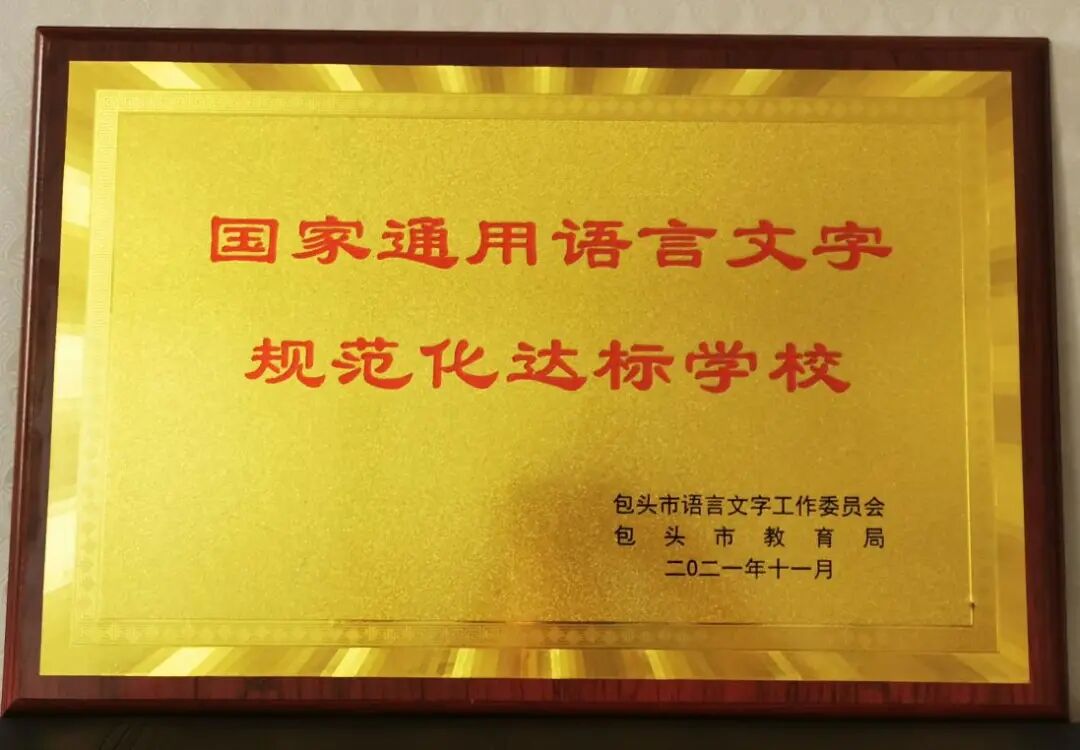 国家通用语言文字
规范化达标学校
包头市语言文字工作委员会
包头市教育局
二0二一年十一月